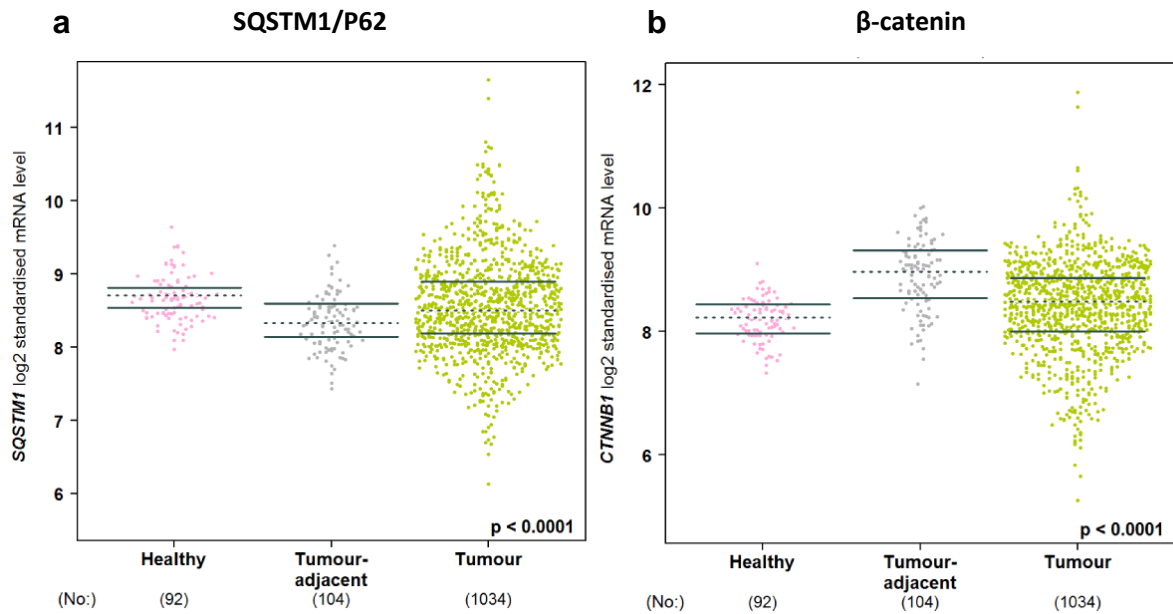 a
SQSTM1/P62
SQSTM1 log2 standardised mRNA level
11
10
9
8
7
6
p < 0.0001
Healthy
Tumour-
adjacent
Tumour
(No:)
(92)
(104)
(1034)
b
β-catenin
CTNNB1 log2 standardised mRNA level
12
10
8
6
p < 0.0001
Healthy
Tumour-
adjacent
Tumour
(No:)
(92)
(104)
(1034)